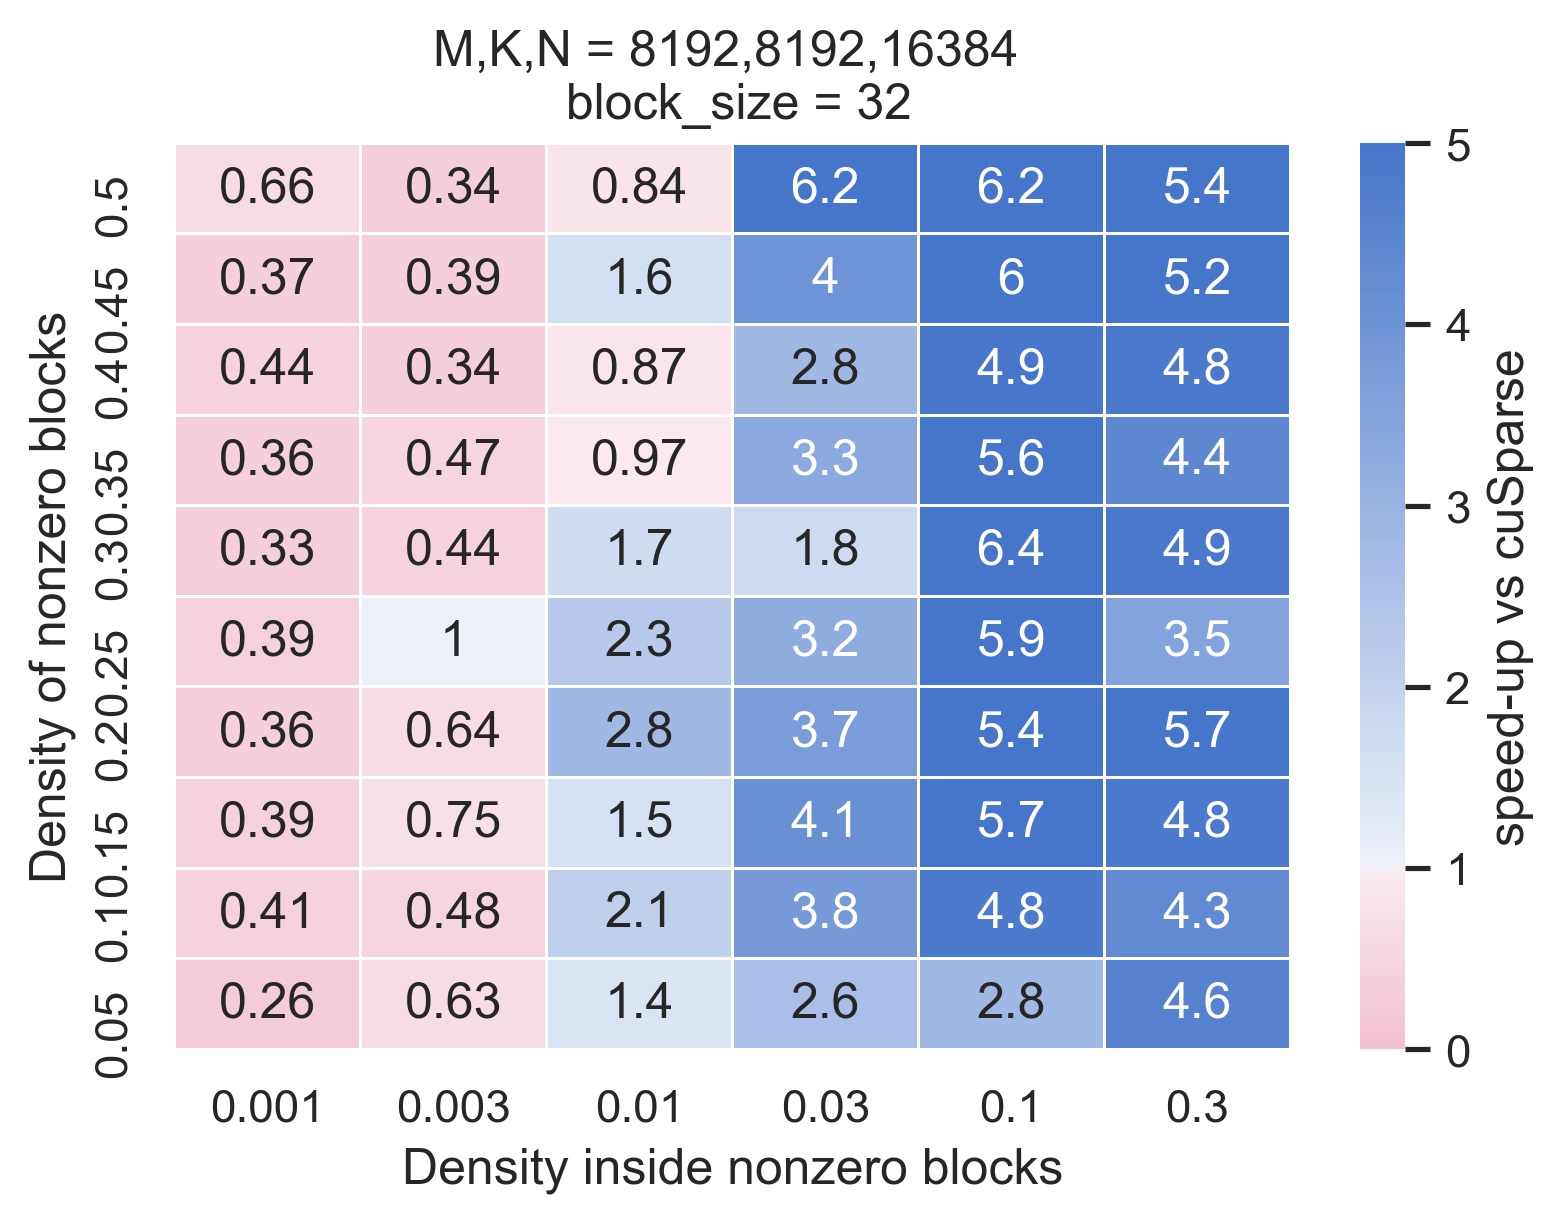 M,K,N = 8192,8192,16384
block_size = 32
0.5 0.66 0.34 0.84 6.2 6.2 5.4
0.45 0.37 0.39 1.6 4 6 5.2
0.4 0.44 0.34 0.87 2.8 4.9 4.8
0.35 0.36 0.47 0.97 3.3 5.6 4.4
0.3 0.33 0.44 1.7 1.8 6.4 4.9
0.25 0.39 1 2.3 3.2 5.9 3.5
0.2 0.36 0.64 2.8 3.7 5.4 5.7
0.15 0.39 0.75 1.5 4.1 5.7 4.8
0.1 0.41 0.48 2.1 3.8 4.8 4.3
0.05 0.26 0.63 1.4 2.6 2.8 4.6
0.001 0.003 0.01 0.03 0.1 0.3
Density inside nonzero blocks
Density of nonzero blocks
5
4
3
2
1
0
speed-up vs cuSparse